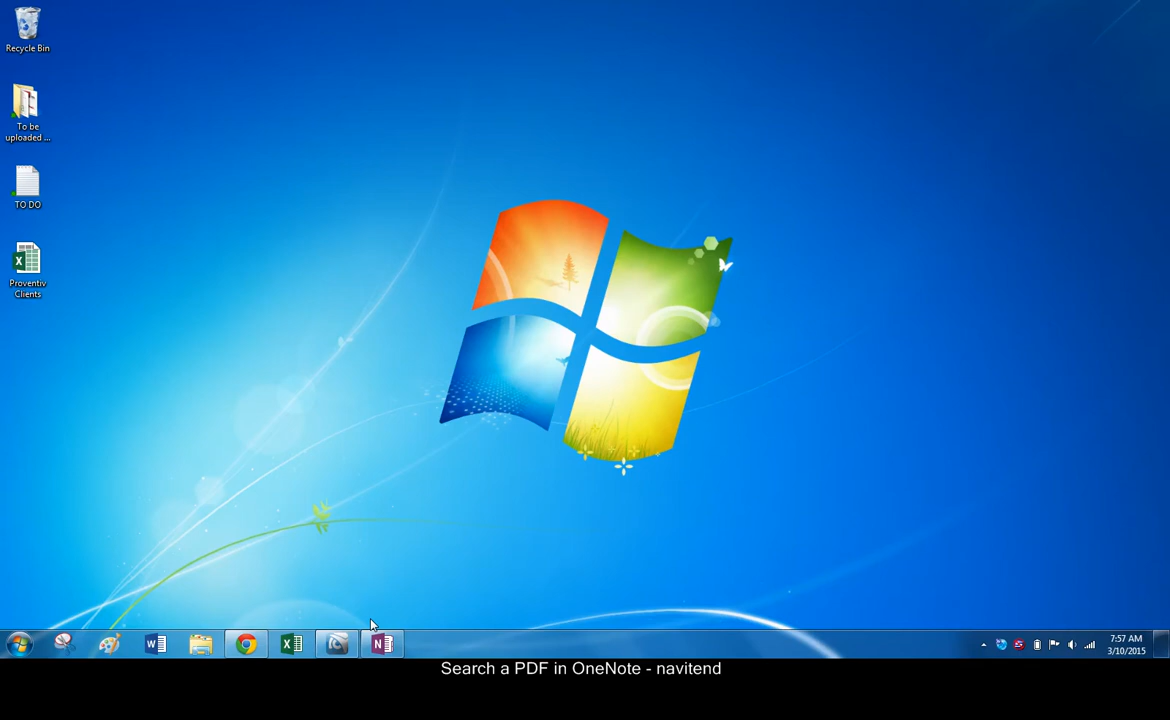 Recycle Bin
To be
uploaded ...
TO DO
Proventiv
Clients
7:57 AM
3/10/2015
Search a PDF in OneNote - navitend